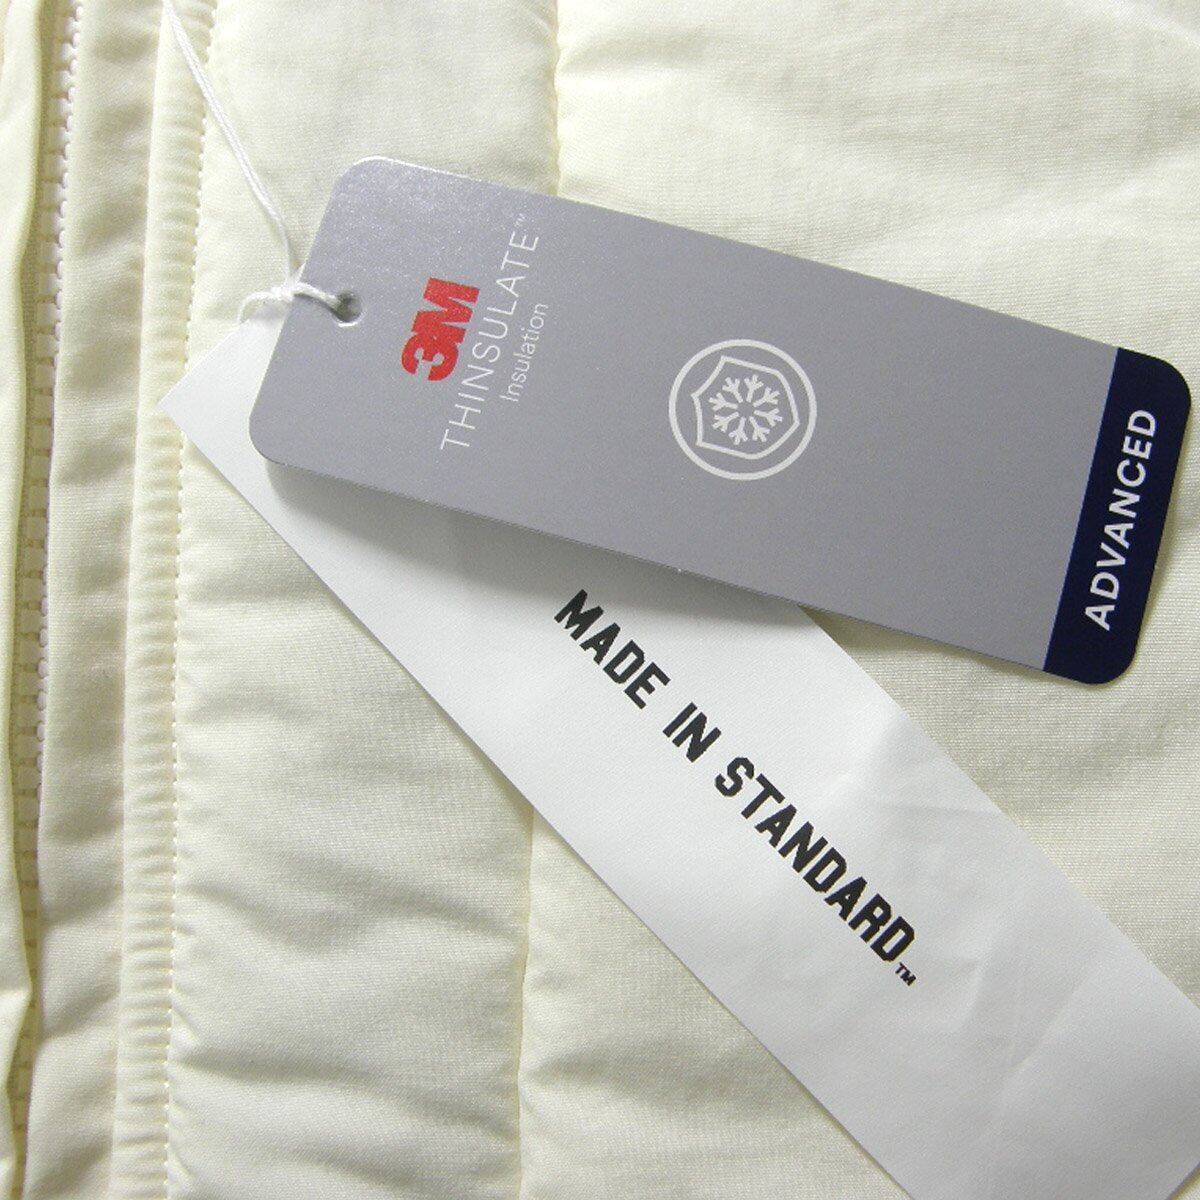 3M
THINSULATE™
Insulation
ADVANCED
MADE IN STANDARD™